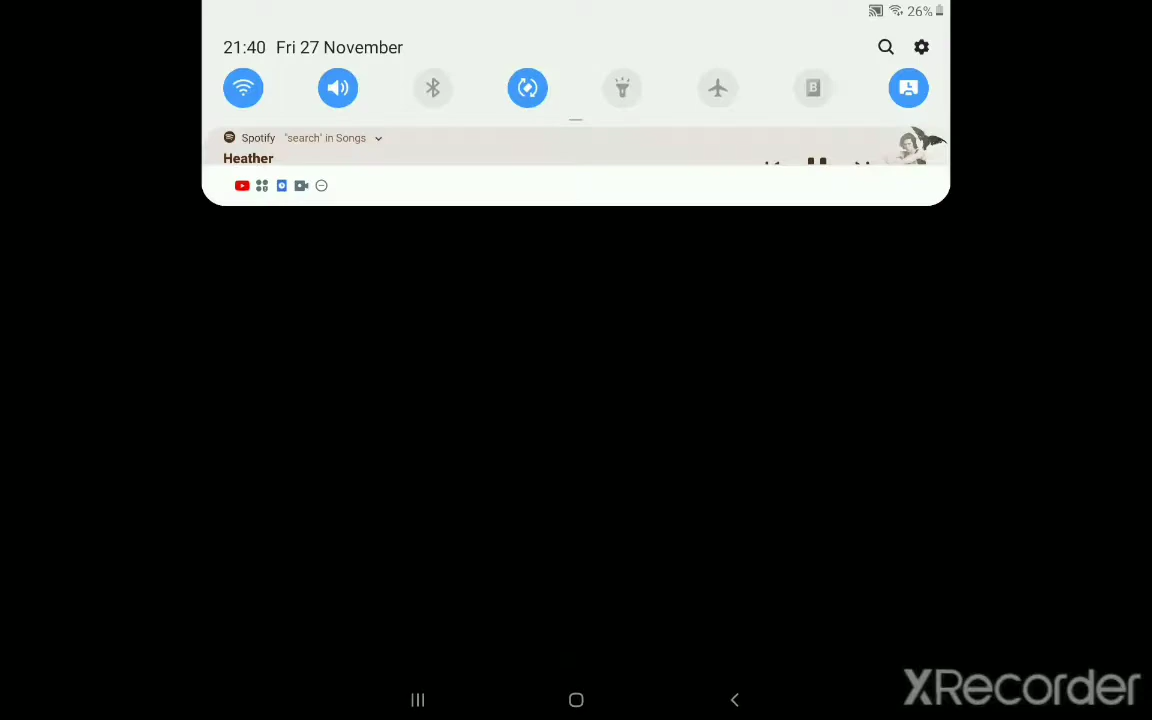 26%
21:40 Fri 27 November
B
Spotify "search" in Songs
Heather
XRecorder